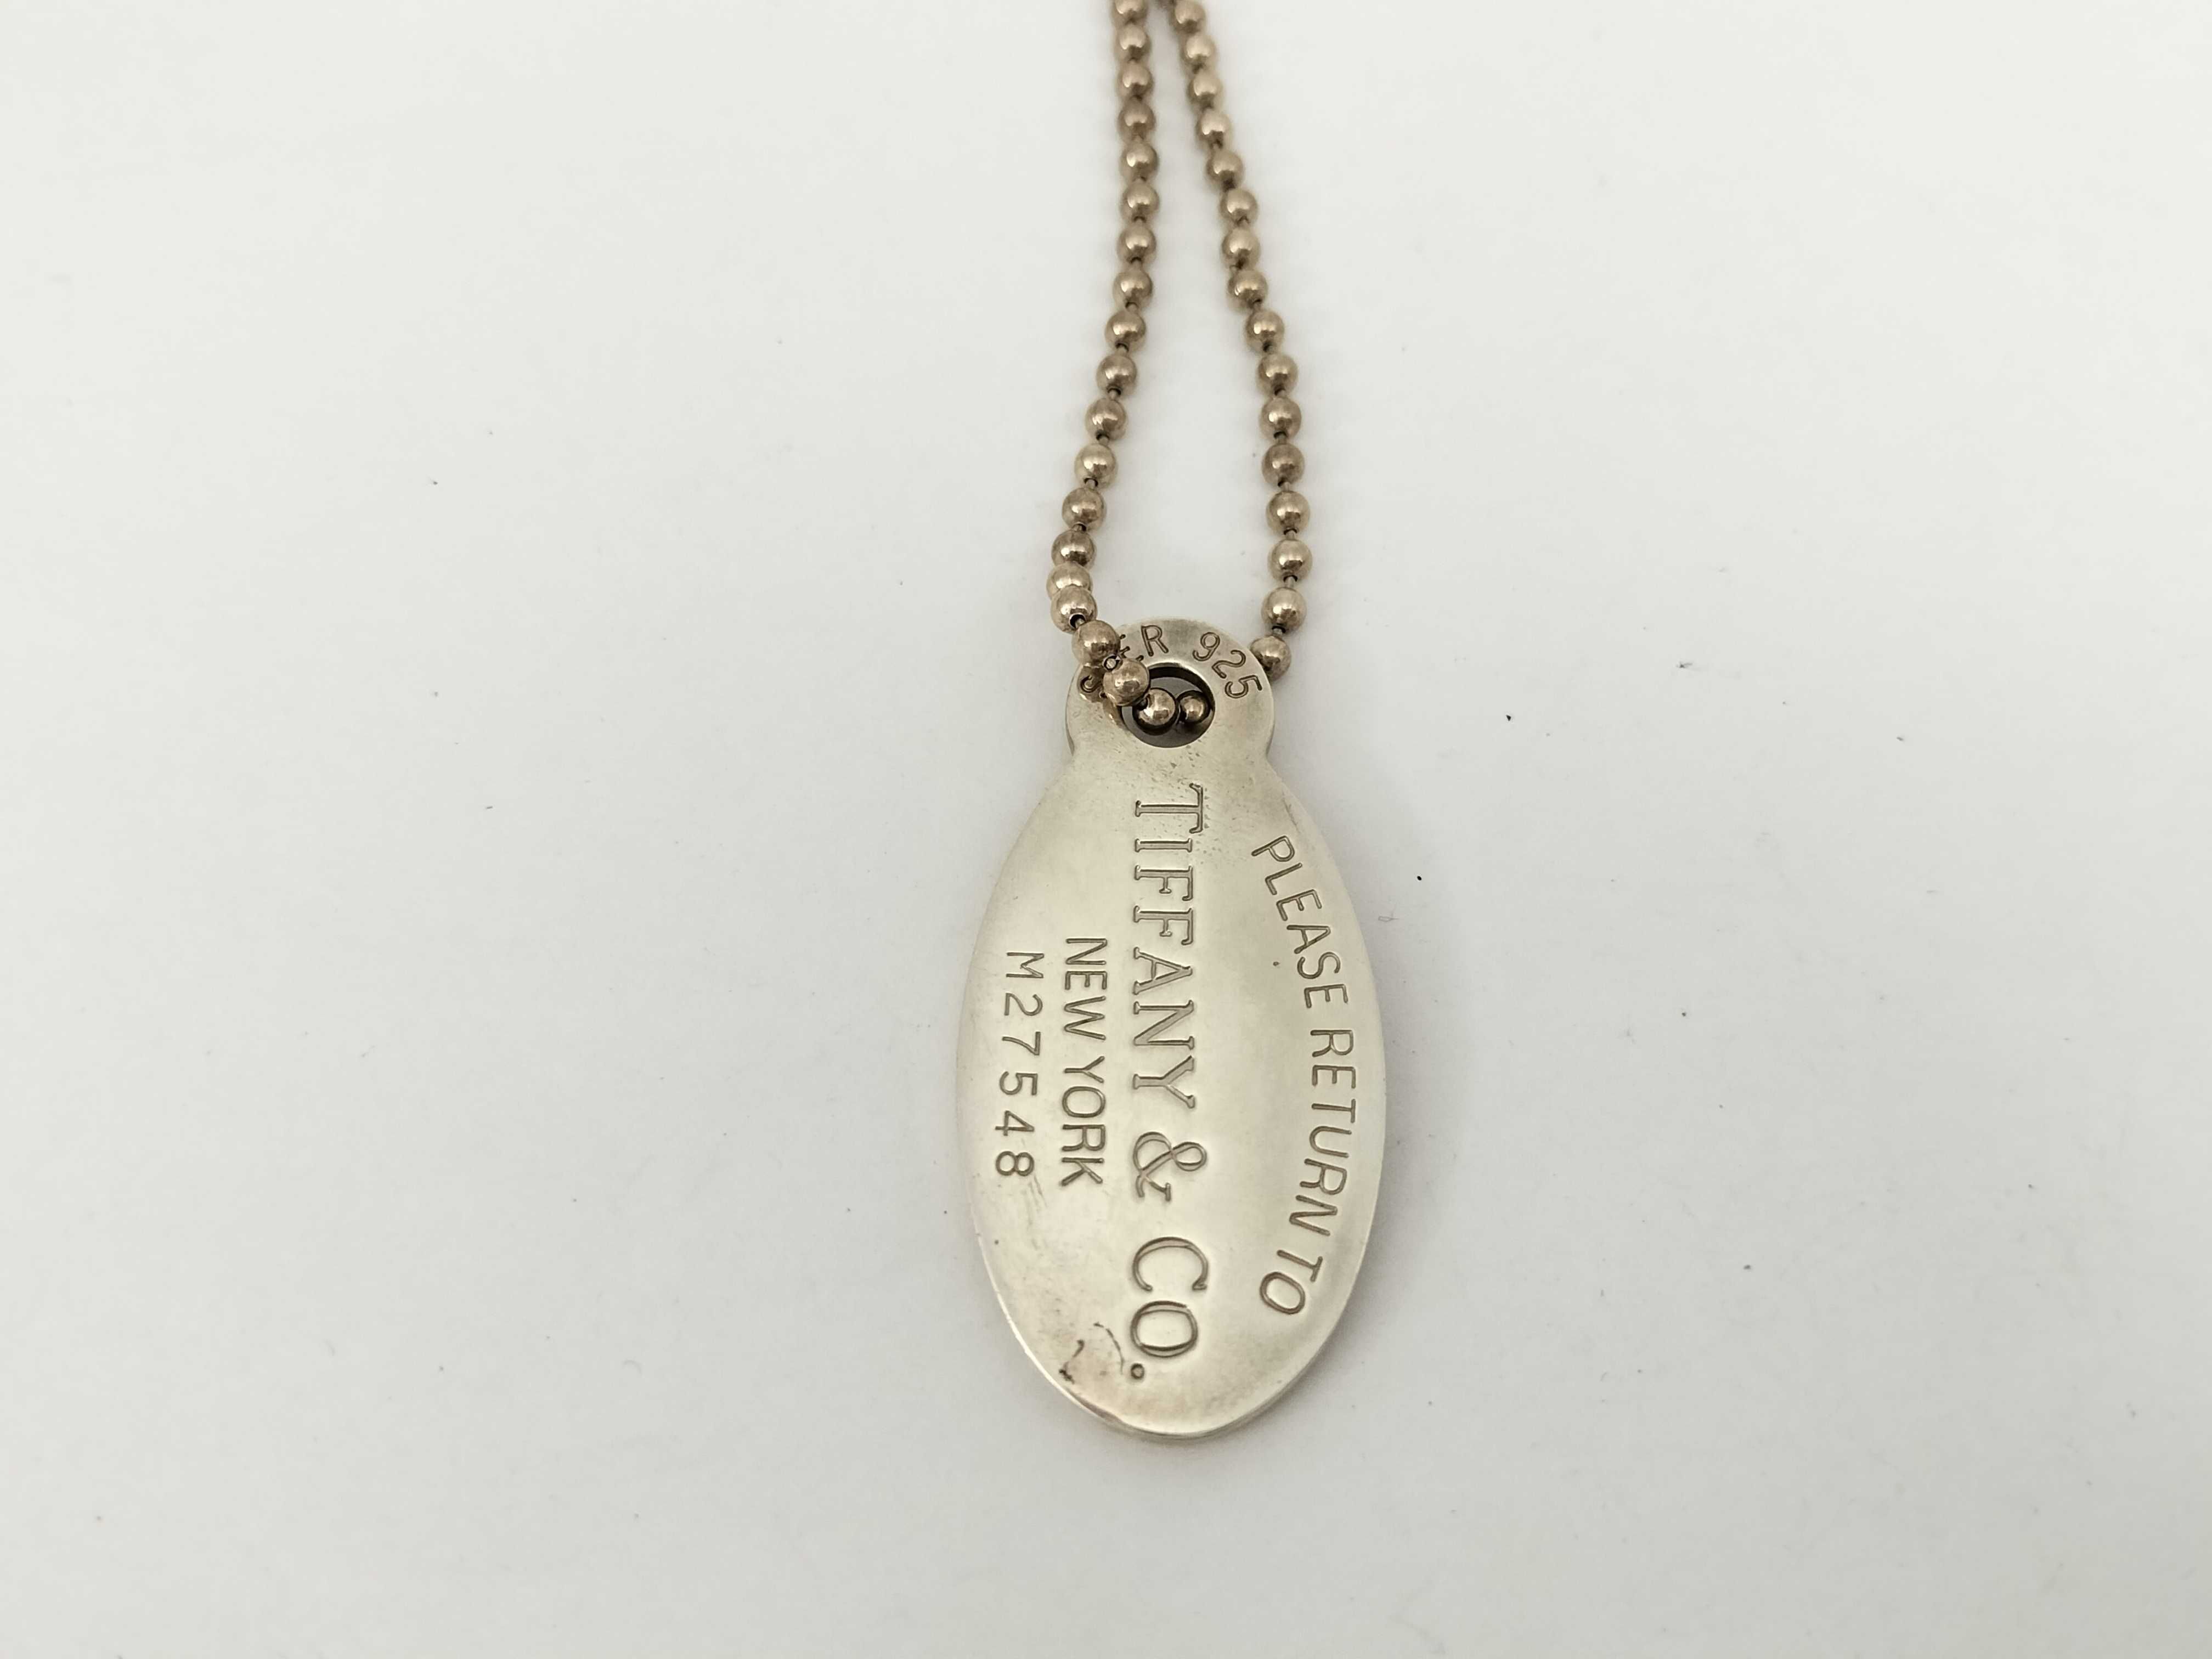 925
PLEASE RETURN TO
TIFFANY & CO.
NEW YORK
M27548